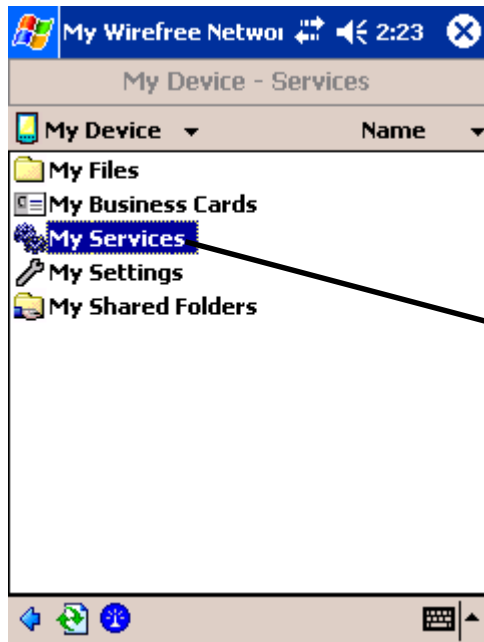 My Wirefree Networ 2:23
My Device - Services
My Device Name
My Files
My Business Cards
My Services
My Settings
My Shared Folders